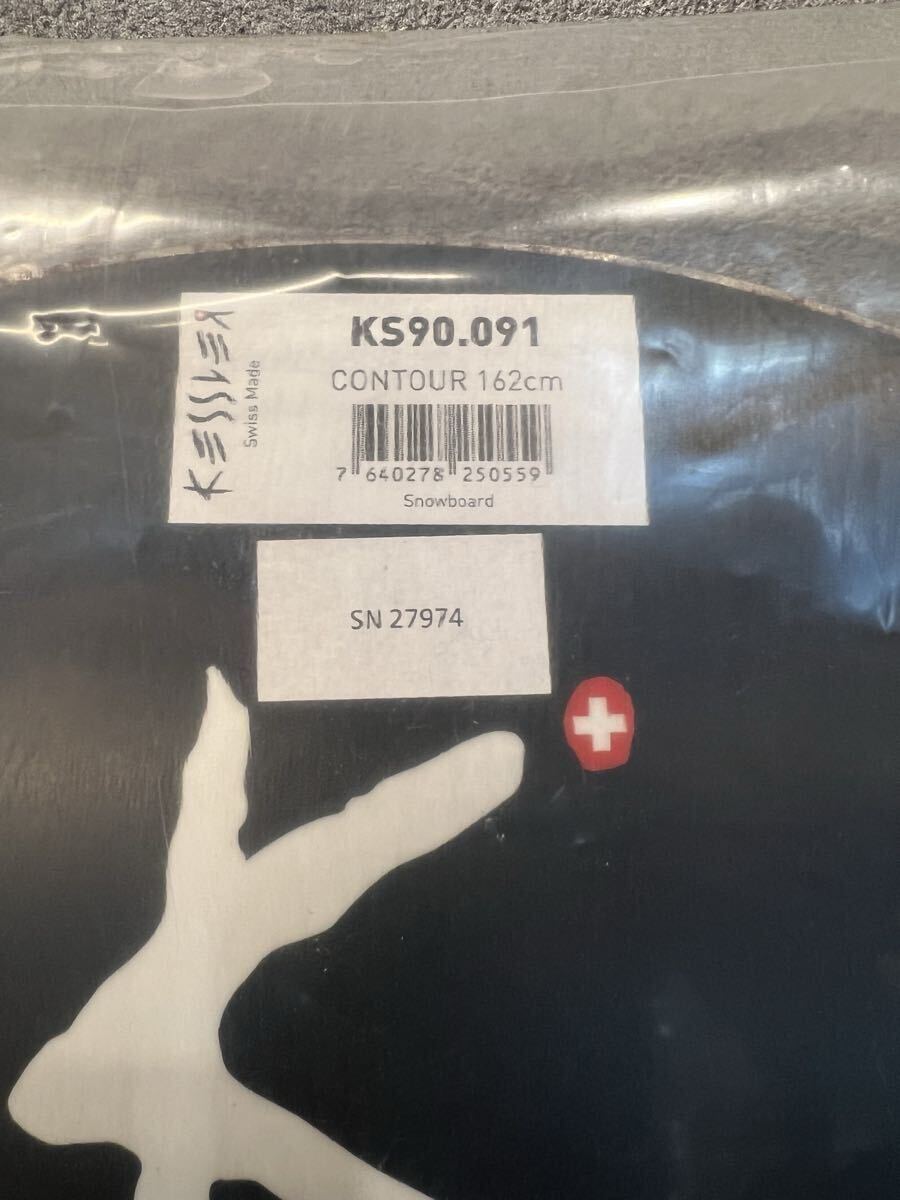 KESSLER
Swiss Made
KS90.091
CONTOUR 162cm
7 640278 250559
Snowboard
SN 27974